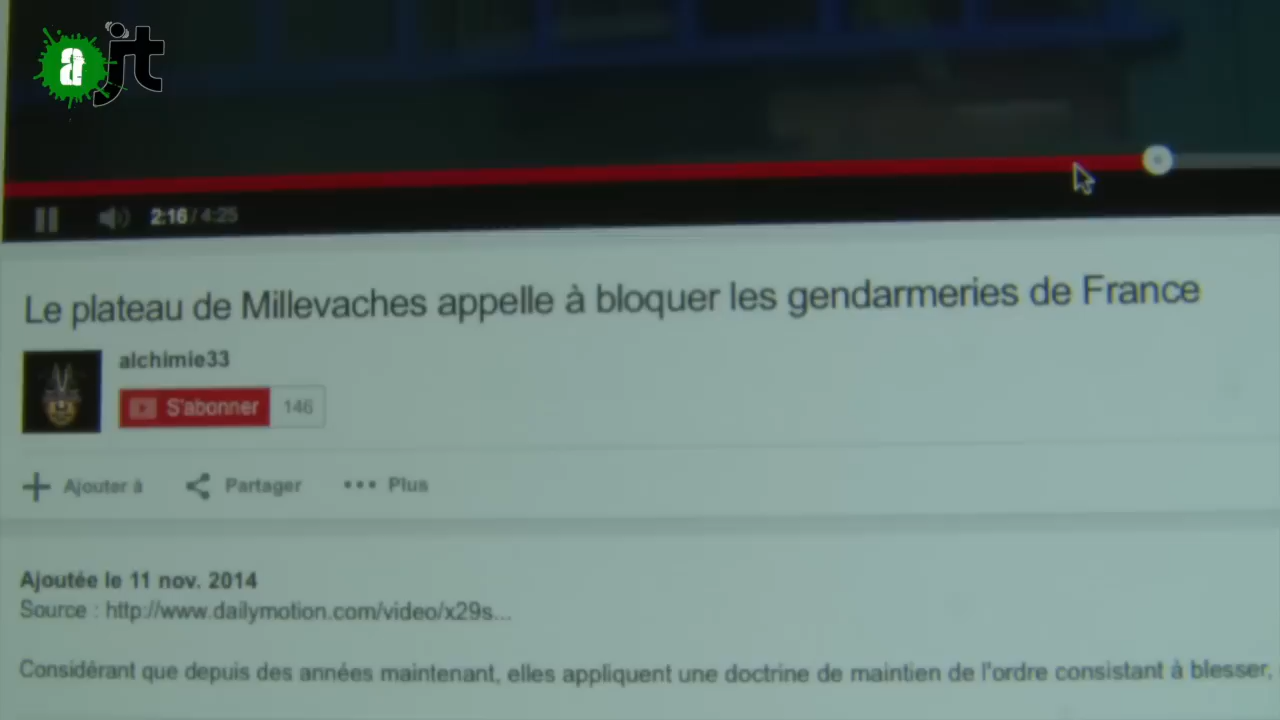 ajt
2:16 / 4:25
Le plateau de Millevaches appelle à bloquer les gendarmeries de France
alchimie33
S'abonner 146
Ajouter à Partager Plus
Ajoutée le 11 nov. 2014
Source : http://www.dailymotion.com/video/x29s...
Considérant que depuis des années maintenant, elles appliquent une doctrine de maintien de l'ordre consistant à blesser,